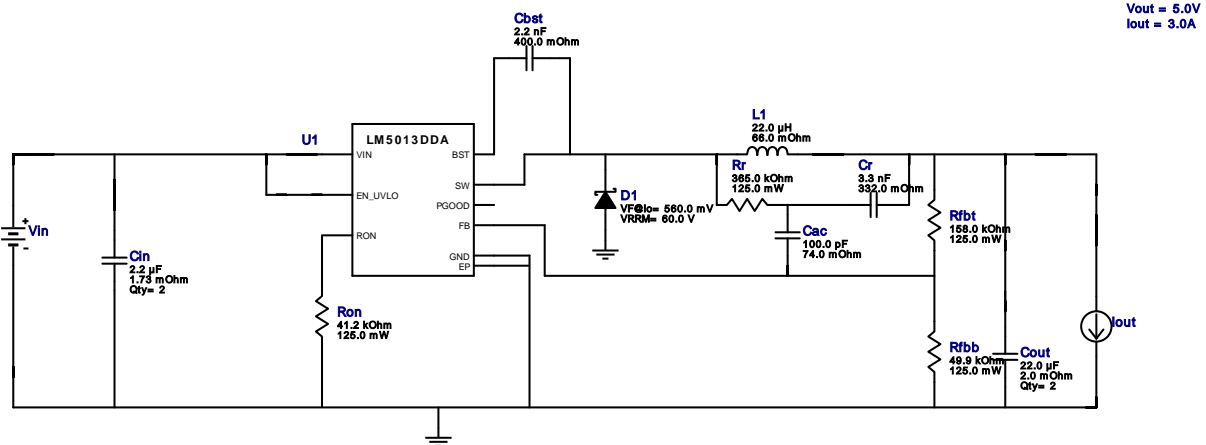 Vout = 5.0V
Iout = 3.0A
Cbst
2.2 nF
400.0 mOhm
U1
LM5013DDA
VIN
BST
EN_UVLO
SW
PGOOD
RON
FB
GND
EP
L1
22.0 µH
66.0 mOhm
Rr
365.0 kOhm
125.0 mW
Cr
3.3 nF
332.0 mOhm
D1
VF@Io= 560.0 mV
VRRM= 60.0 V
Cac
100.0 pF
74.0 mOhm
Rfbt
158.0 kOhm
125.0 mW
+
Vin
-
Cin
2.2 µF
1.73 mOhm
Qty= 2
Ron
41.2 kOhm
125.0 mW
Iout
Rfbb
49.9 kOhm
125.0 mW
Cout
22.0 µF
2.0 mOhm
Qty= 2